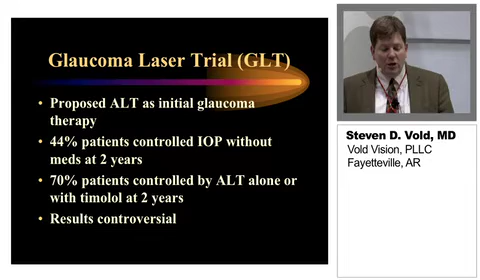 Glaucoma Laser Trial (GLT)
• Proposed ALT as initial glaucoma
therapy
• 44% patients controlled IOP without
meds at 2 years
• 70% patients controlled by ALT alone or
with timolol at 2 years
• Results controversial
Steven D. Vold, MD
Vold Vision, PLLC
Fayetteville, AR